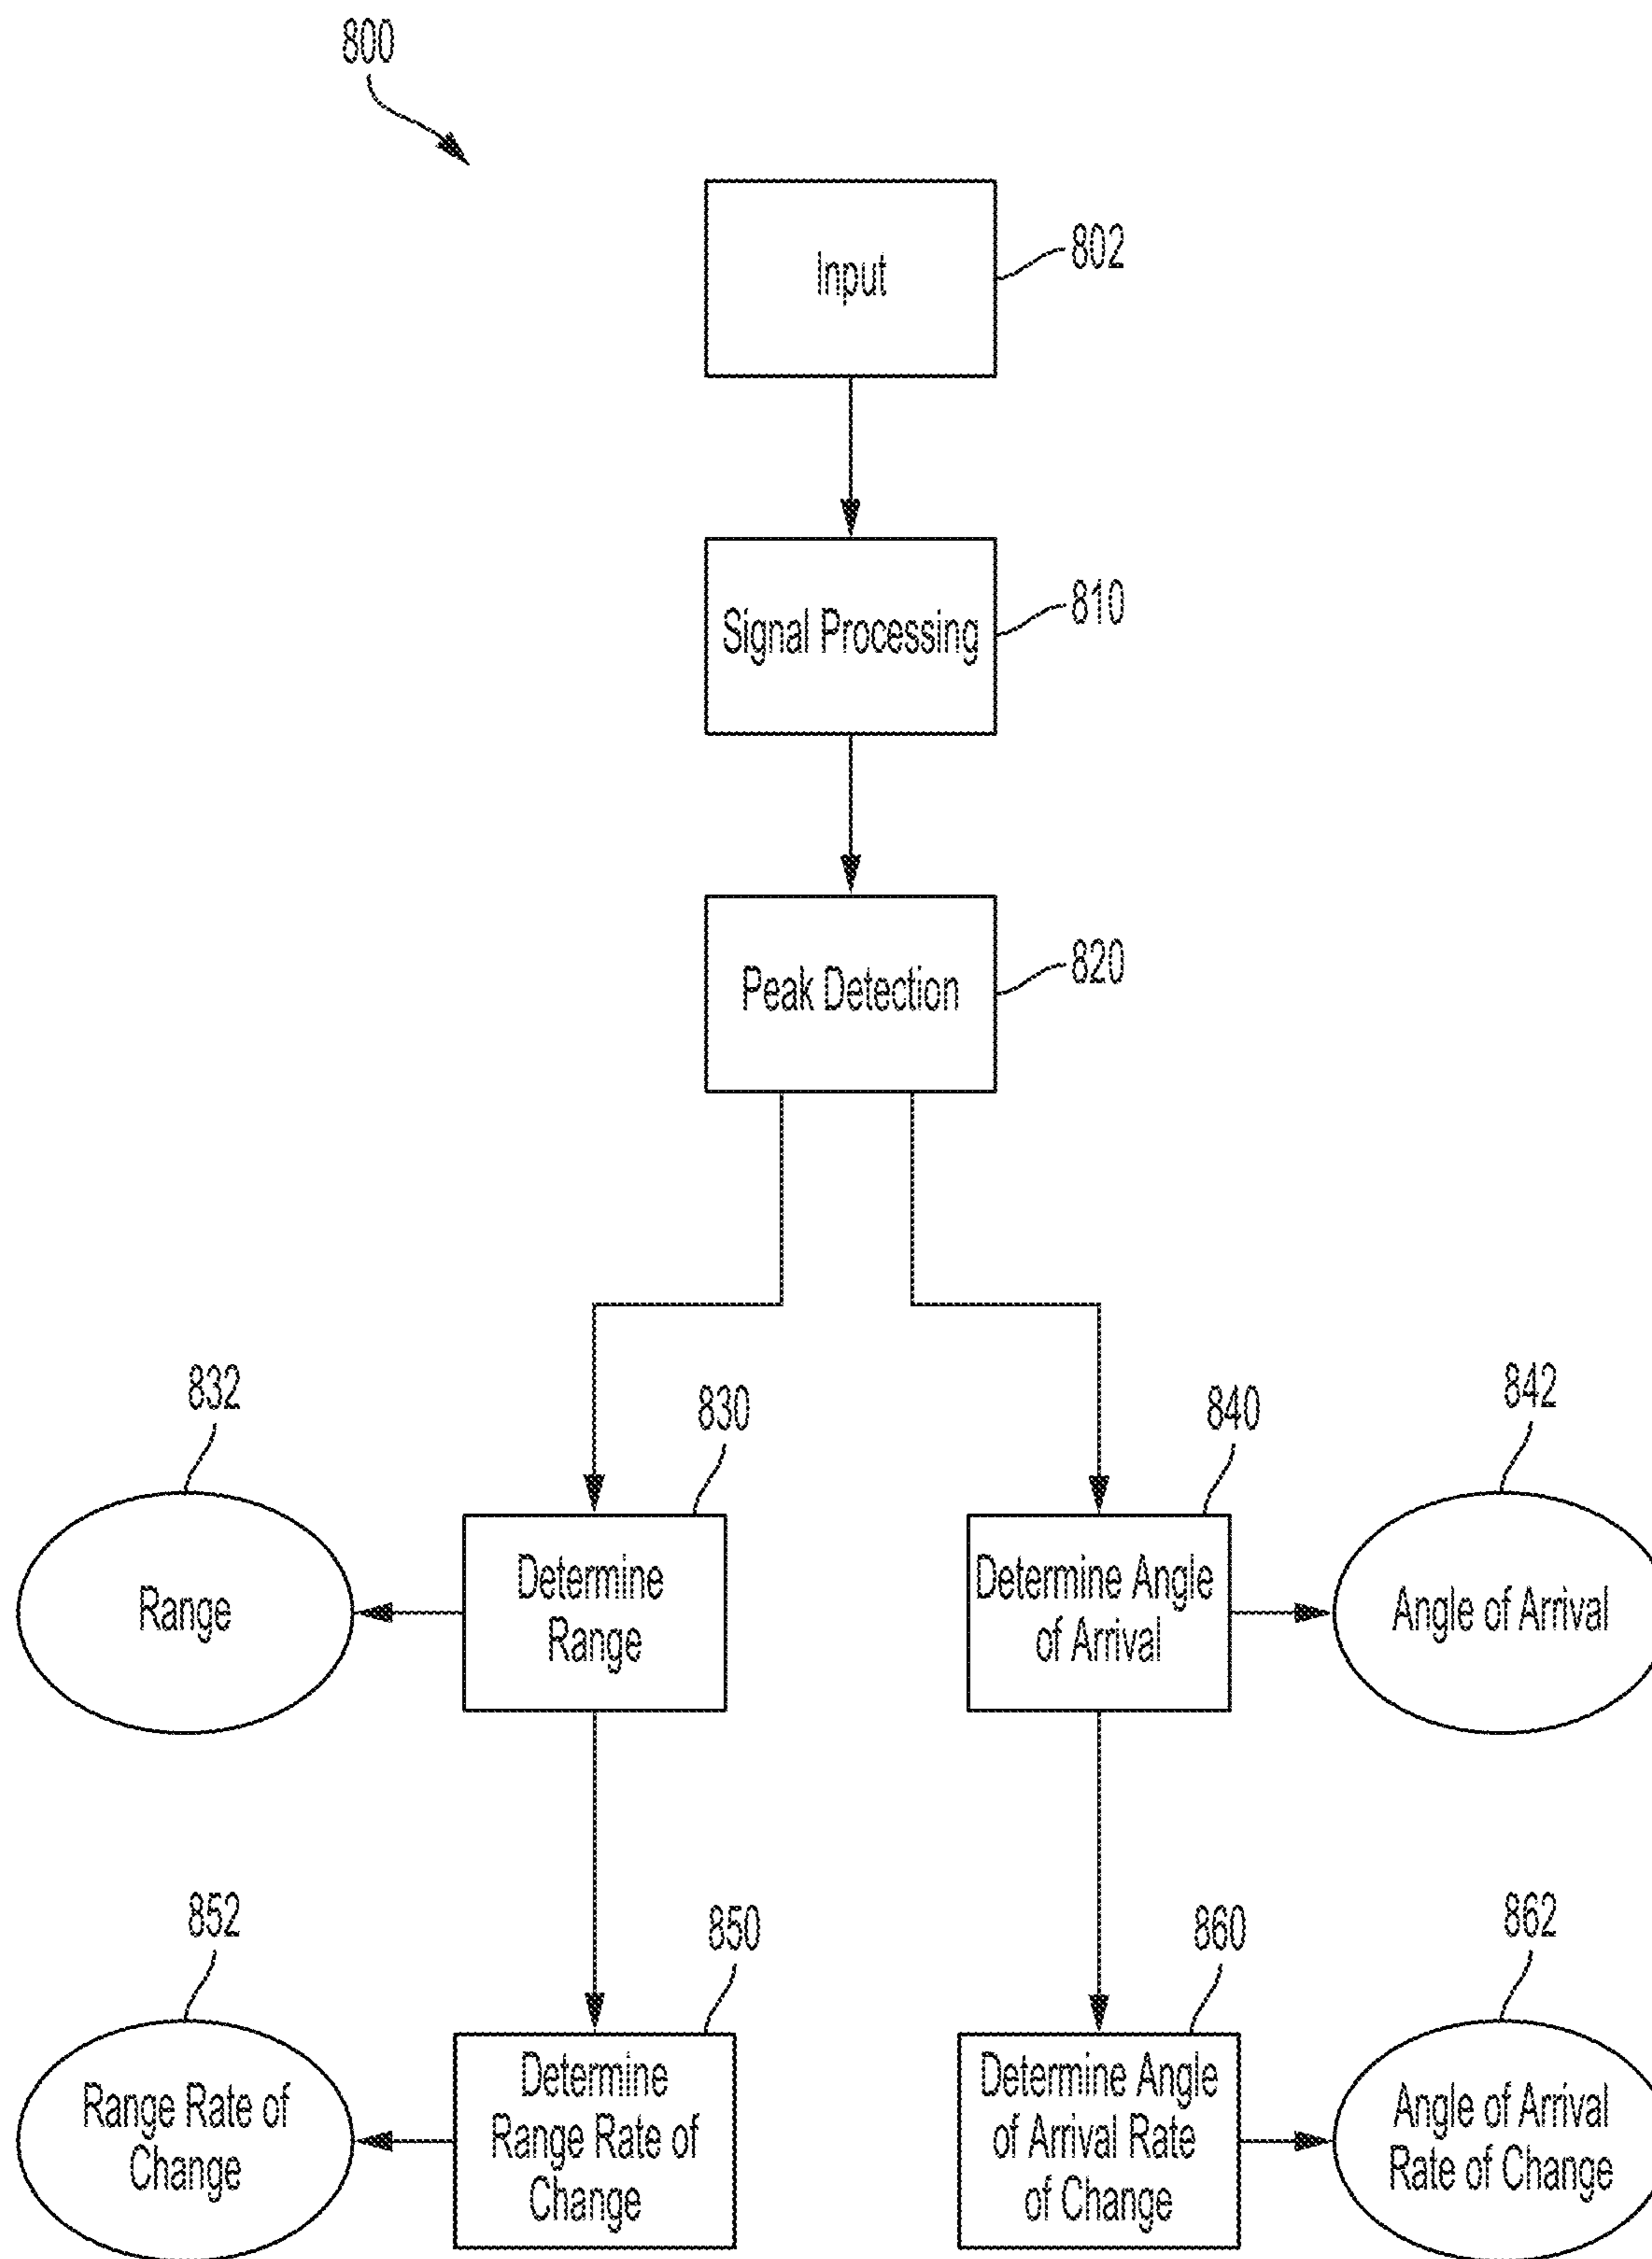 800
Input
802
Signal Processing
810
Peak Detection
820
832
830
840
842
Range
Determine
Range
Determine Angle
of Arrival
Angle of Arrival
852
850
860
862
Range Rate of
Change
Determine
Range Rate of
Change
Determine Angle
of Arrival Rate
of Change
Angle of Arrival
Rate of Change